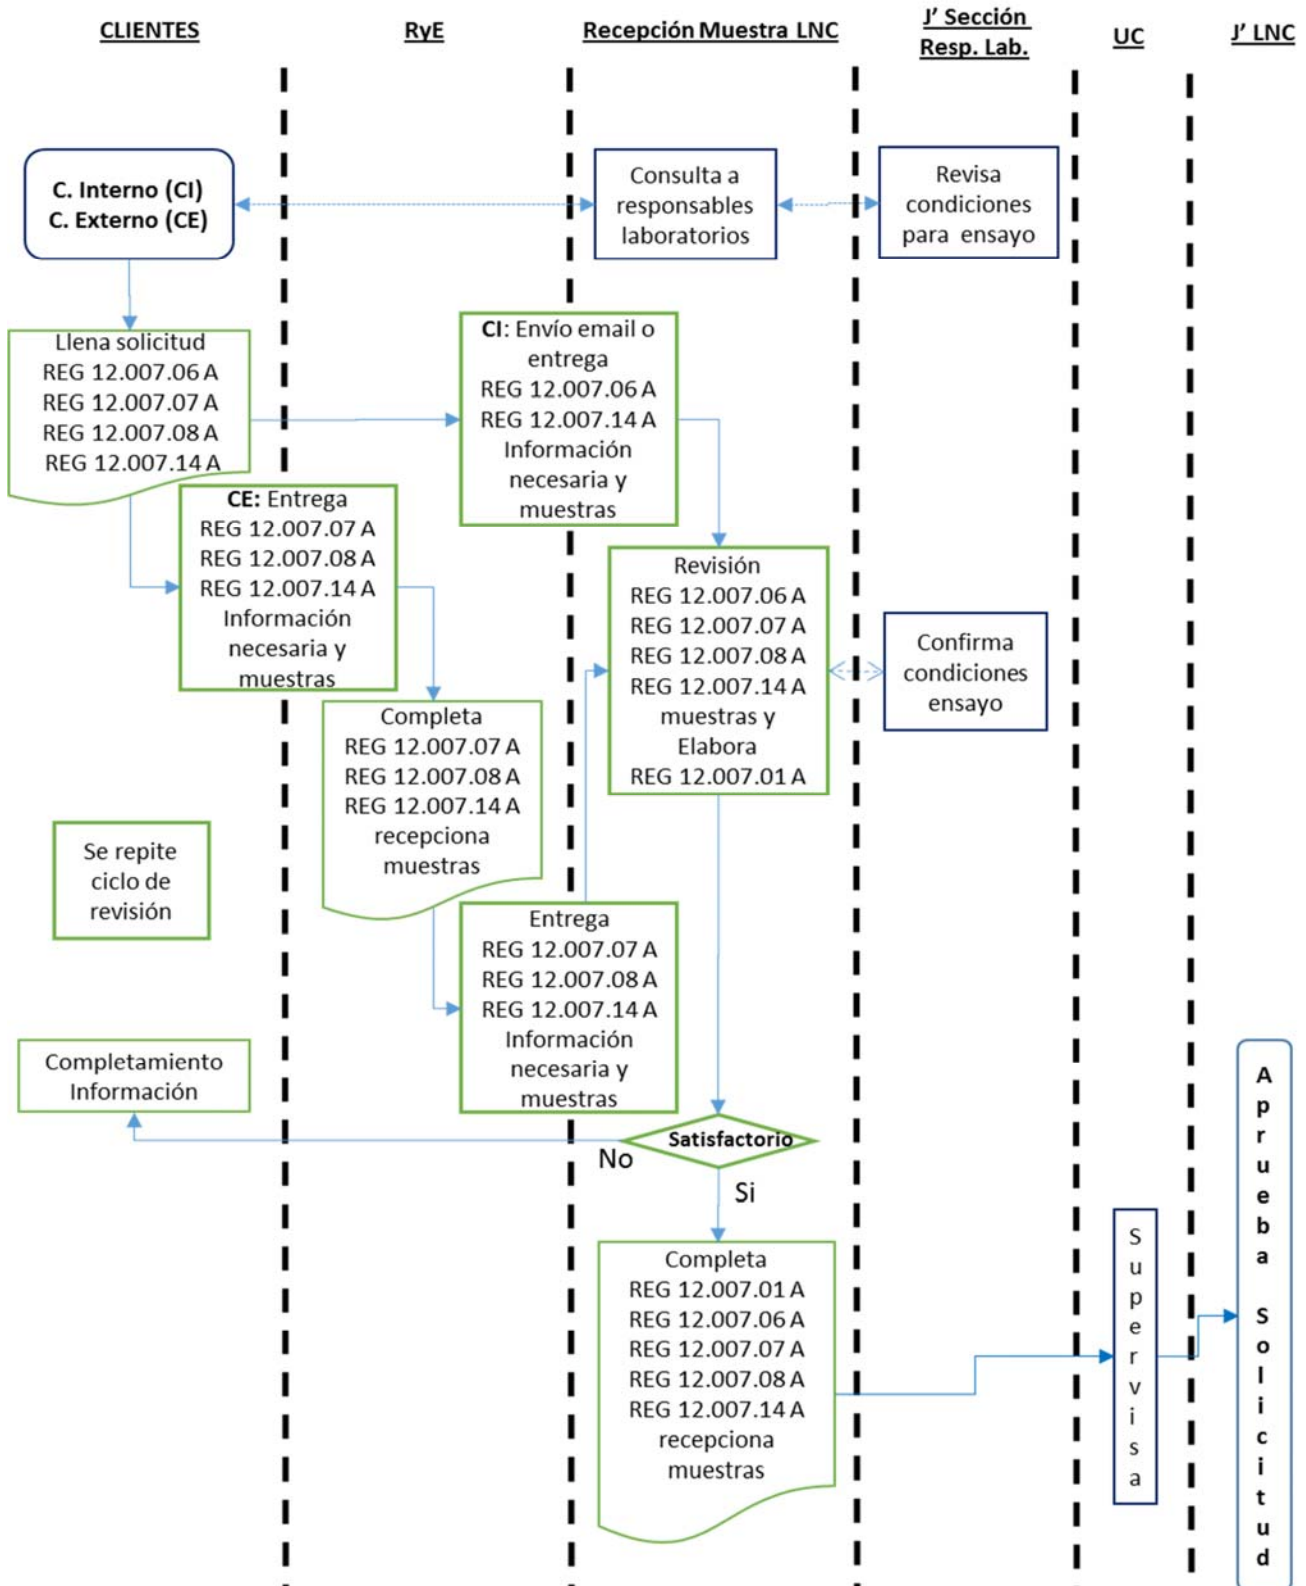 CLIENTES
RyE
Recepción Muestra LNC
J’ Sección
Resp. Lab.
UC
J’ LNC
C. Interno (CI)
C. Externo (CE)
Consulta a
responsables
laboratorios
Revisa
condiciones
para ensayo
Llena solicitud
REG 12.007.06 A
REG 12.007.07 A
REG 12.007.08 A
REG 12.007.14 A
CI: Envío email o
entrega
REG 12.007.06 A
REG 12.007.14 A
Información
necesaria y
muestras
CE: Entrega
REG 12.007.07 A
REG 12.007.08 A
REG 12.007.14 A
Información
necesaria y
muestras
Revisión
REG 12.007.06 A
REG 12.007.07 A
REG 12.007.08 A
REG 12.007.14 A
muestras y
Elabora
REG 12.007.01 A
Confirma
condiciones
ensayo
Completa
REG 12.007.07 A
REG 12.007.08 A
REG 12.007.14 A
recepciona
muestras
Se repite
ciclo de
revisión
Entrega
REG 12.007.07 A
REG 12.007.08 A
REG 12.007.14 A
Información
necesaria y
muestras
Completamiento
Información
Satisfactorio
No
Si
Completa
REG 12.007.01 A
REG 12.007.06 A
REG 12.007.07 A
REG 12.007.08 A
REG 12.007.14 A
recepciona
muestras
Supervisa
Aprueba Solicitud